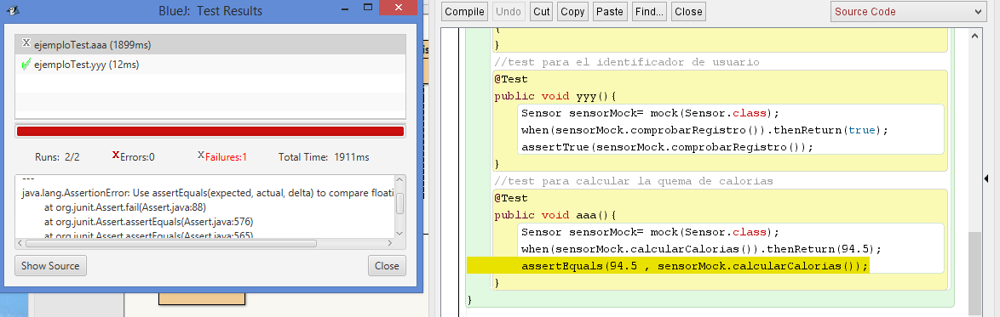 BlueJ: Test Results
ejemploTest.aaa (1899ms)
ejemploTest.yyy (12ms)
Runs: 2/2 Errors:0 Failures:1 Total Time: 1911ms
---
java.lang.AssertionError: Use assertEquals(expected, actual, delta) to compare floati
at org.junit.Assert.fail(Assert.java:88)
at org.junit.Assert.assertEquals(Assert.java:576)
at org.junit.Assert.assertEquals(Assert.java:565)
Show Source Close
Compile Undo Cut Copy Paste Find... Close Source Code
}
}
//test para el identificador de usuario
@Test
public void yyy(){
Sensor sensorMock= mock(Sensor.class);
when(sensorMock.comprobarRegistro()).thenReturn(true);
assertTrue(sensorMock.comprobarRegistro());
}
//test para calcular la quema de calorias
@Test
public void aaa(){
Sensor sensorMock= mock(Sensor.class);
when(sensorMock.calcularCalorias()).thenReturn(94.5);
assertEquals(94.5 , sensorMock.calcularCalorias());
}
}